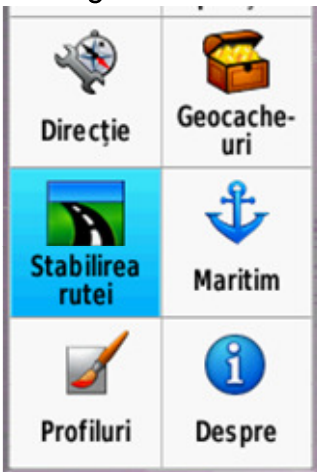 Direcție
Geocache-
uri
Stabilirea
rutei
Maritim
Profiluri
Despre